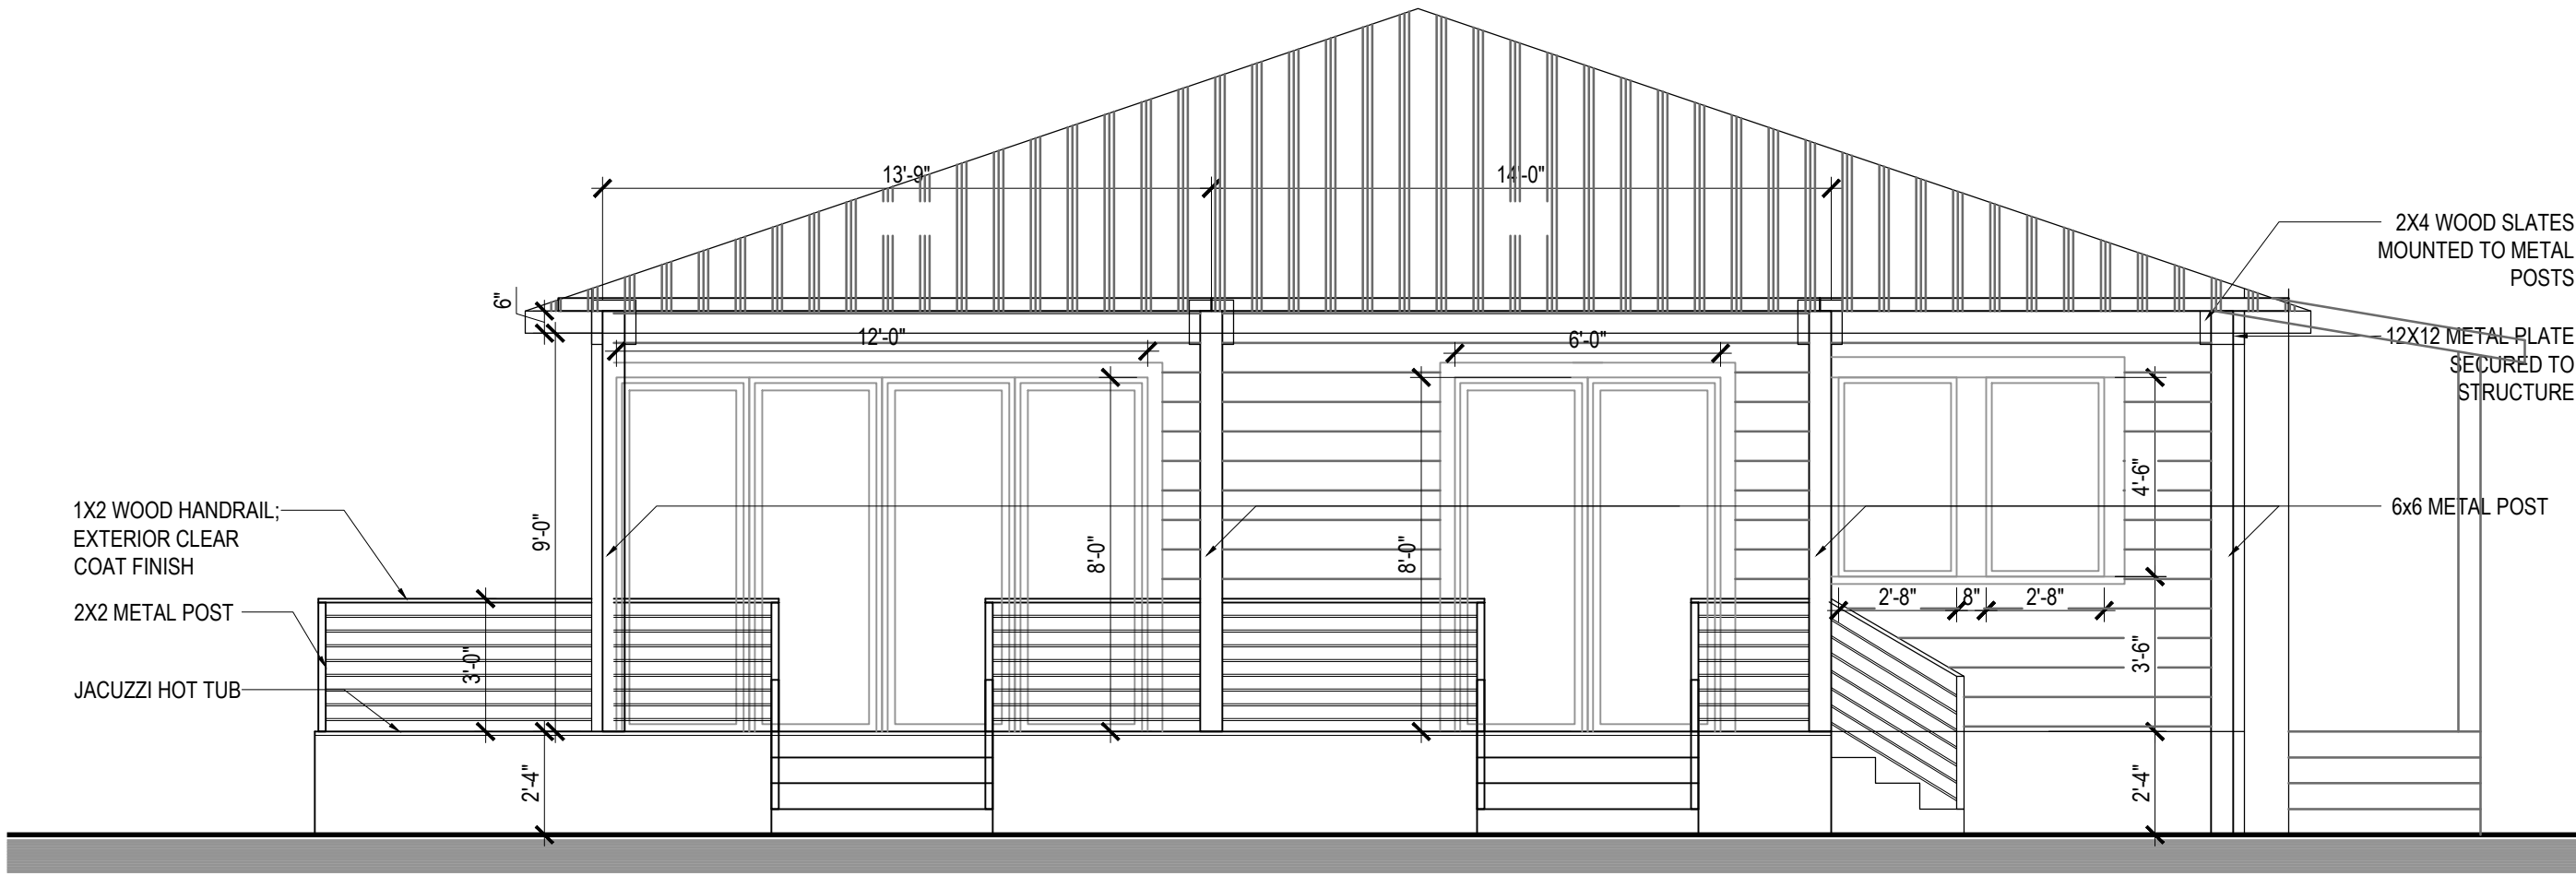 13'-9"
14'-0"
2X4 WOOD SLATES
MOUNTED TO METAL
POSTS
6"
12'-0"
6'-0"
12X12 METAL PLATE
SECURED TO
STRUCTURE
1X2 WOOD HANDRAIL;
EXTERIOR CLEAR
COAT FINISH
9'-0"
8'-0"
8'-0"
4'-6"
6x6 METAL POST
2X2 METAL POST
2'-8"
8"
2'-8"
3'-0"
3'-6"
JACUZZI HOT TUB
2'-4"
2'-4"